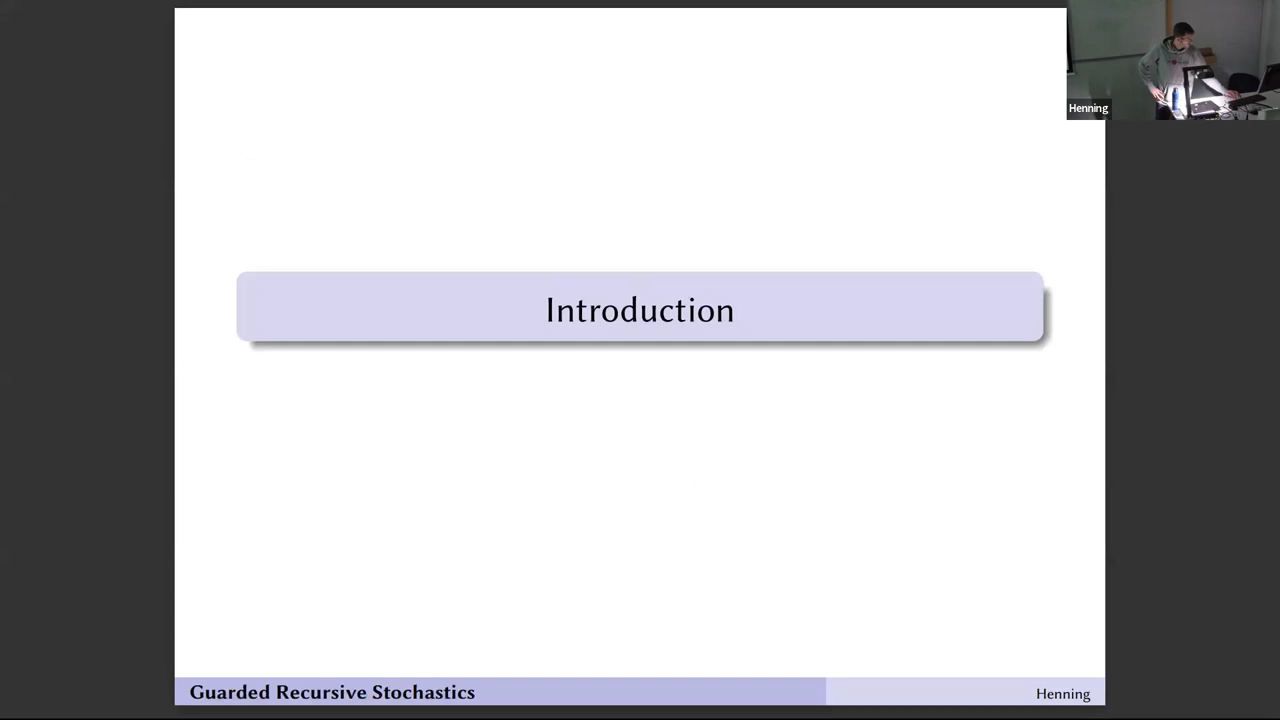 Henning
Introduction
Guarded Recursive Stochastics
Henning